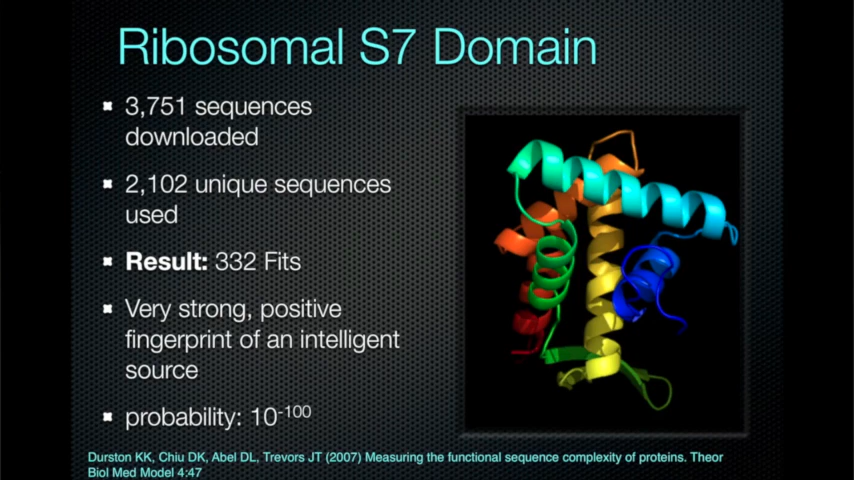 Ribosomal S7 Domain
3,751 sequences
downloaded
2,102 unique sequences
used
Result: 332 Fits
Very strong, positive
fingerprint of an intelligent
source
probability: 10⁻¹⁰⁰
Durston KK, Chiu DK, Abel DL, Trevors JT (2007) Measuring the functional sequence complexity of proteins. Theor
Biol Med Model 4:47